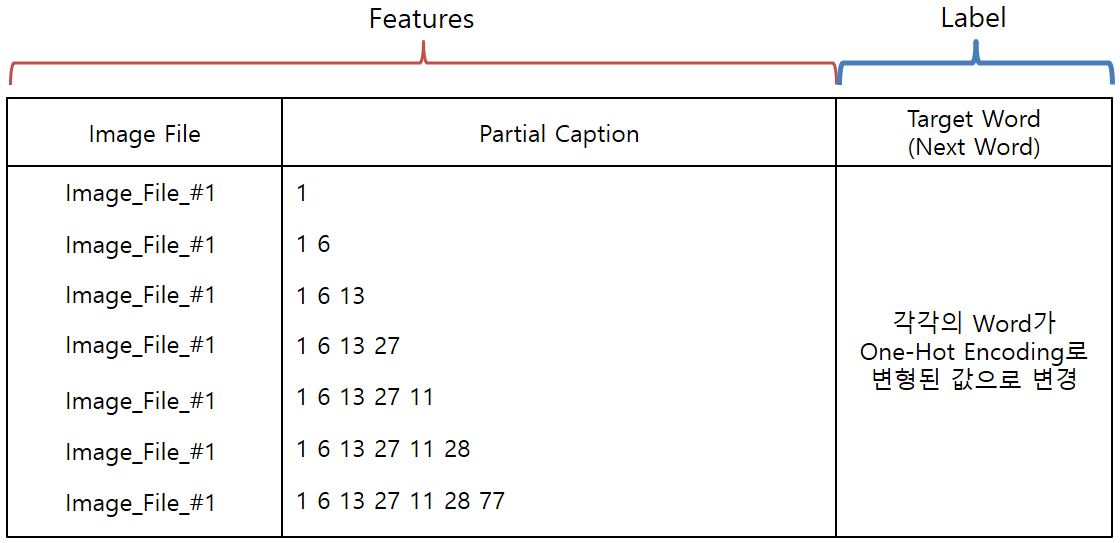 Features
Label
Image File
Partial Caption
Target Word
(Next Word)
Image_File_#1
1
Image_File_#1
1 6
Image_File_#1
1 6 13
Image_File_#1
1 6 13 27
Image_File_#1
1 6 13 27 11
Image_File_#1
1 6 13 27 11 28
Image_File_#1
1 6 13 27 11 28 77
각각의 Word가
One-Hot Encoding로
변형된 값으로 변경